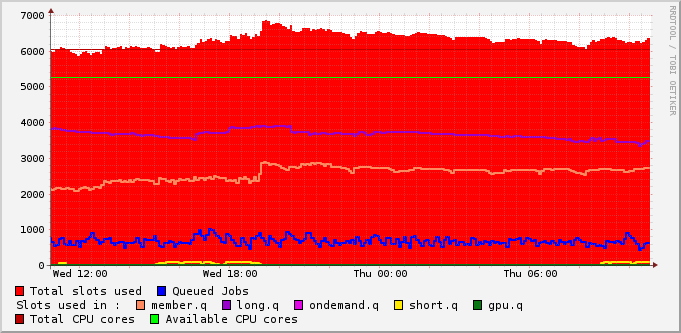 7000
6000
5000
4000
3000
2000
1000
0
Wed 12:00 Wed 18:00 Thu 00:00 Thu 06:00
RRDTOOL / TOBI OETIKER
Total slots used Queued Jobs
Slots used in : member.q long.q ondemand.q short.q gpu.q
Total CPU cores Available CPU cores